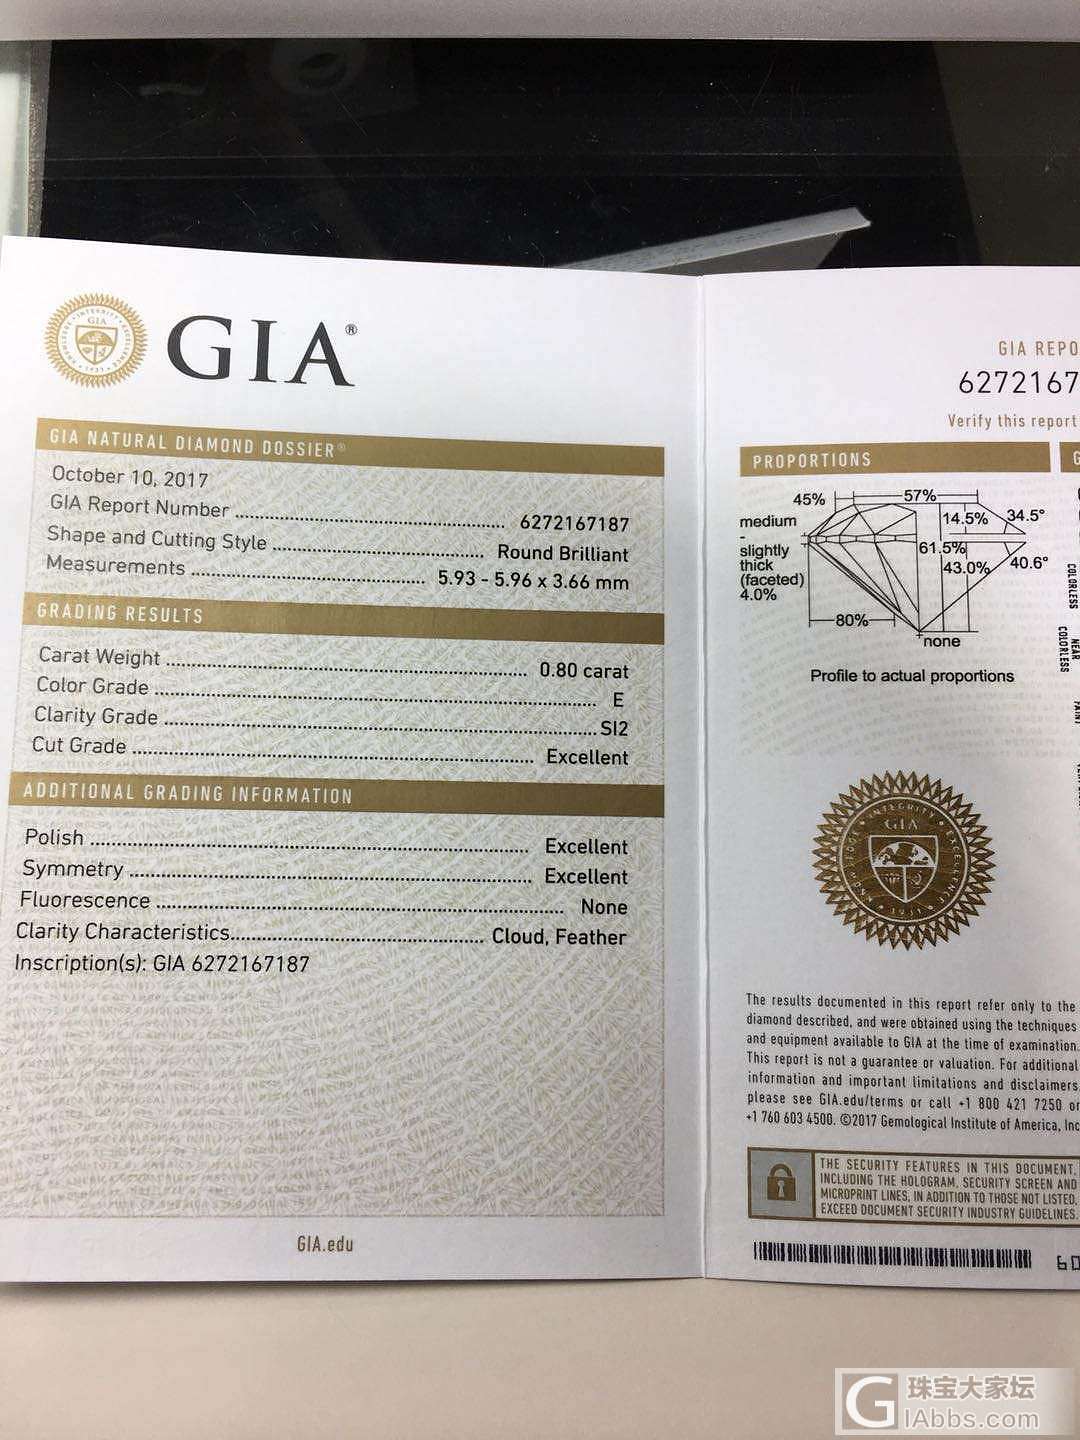 GIA®
GIA NATURAL DIAMOND DOSSIER®
October 10, 2017
GIA Report Number 6272167187
Shape and Cutting Style Round Brilliant
Measurements 5.93 - 5.96 x 3.66 mm
GRADING RESULTS
Carat Weight 0.80 carat
Color Grade E
Clarity Grade SI2
Cut Grade Excellent
ADDITIONAL GRADING INFORMATION
Polish Excellent
Symmetry Excellent
Fluorescence None
Clarity Characteristics Cloud, Feather
Inscription(s): GIA 6272167187
GIA.edu
GIA REPO
6272167
Verify this report
PROPORTIONS
45%
57%
medium
-
slightly
thick
(faceted)
4.0%
14.5%
34.5°
61.5%
43.0%
40.6°
80%
none
Profile to actual proportions
COLORLESS
NEAR
COLORLESS
GIA
The results documented in this report refer only to the
diamond described, and were obtained using the techniques
and equipment available to GIA at the time of examination.
This report is not a guarantee or valuation. For additional
information and important limitations and disclaimers
please see GIA.edu/terms or call +1 800 421 7250 or
+1 760 603 4500. ©2017 Gemological Institute of America, Inc
THE SECURITY FEATURES IN THIS DOCUMENT,
INCLUDING THE HOLOGRAM, SECURITY SCREEN AND
MICROPRINT LINES, IN ADDITION TO THOSE NOT LISTED,
EXCEED DOCUMENT SECURITY INDUSTRY GUIDELINES.
珠宝大家坛
GIAbbs.com